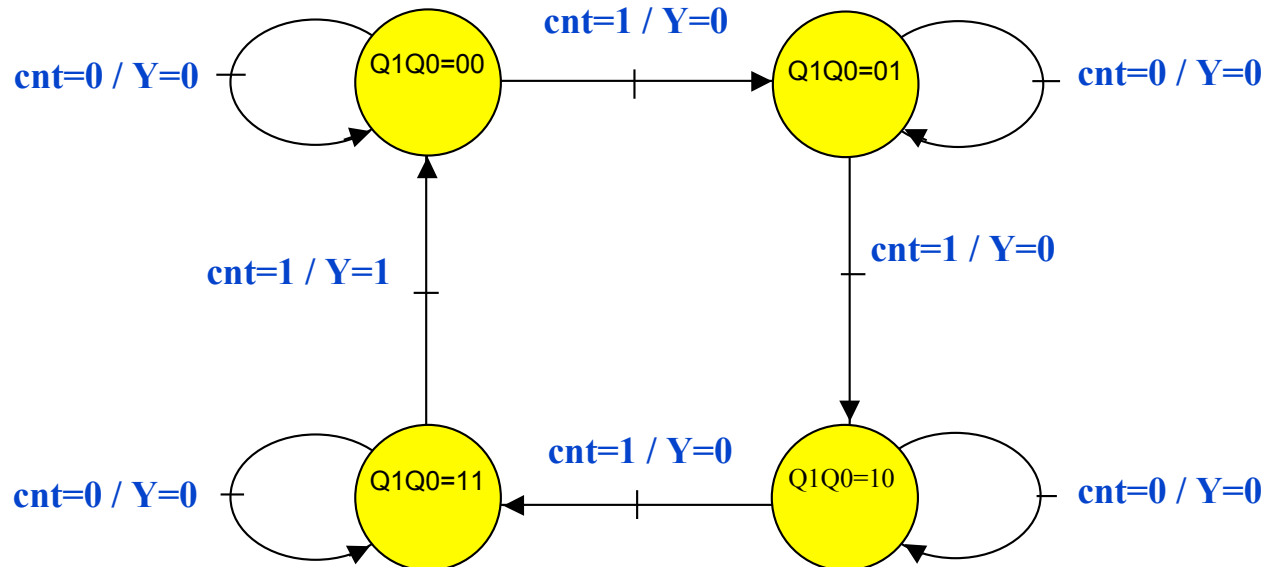 cnt=1 / Y=0
Q1Q0=00
Q1Q0=01
cnt=0 / Y=0
cnt=0 / Y=0
cnt=1 / Y=1
cnt=1 / Y=0
cnt=1 / Y=0
Q1Q0=11
Q1Q0=10
cnt=0 / Y=0
cnt=0 / Y=0